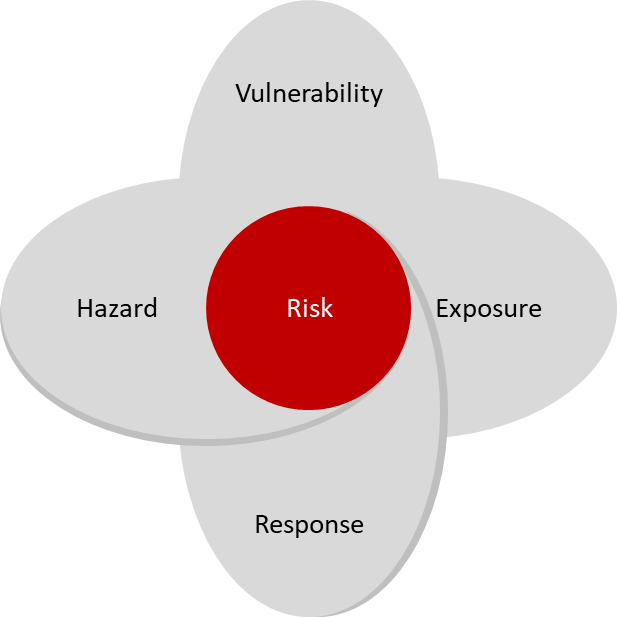 Vulnerability
Hazard
Risk
Exposure
Response